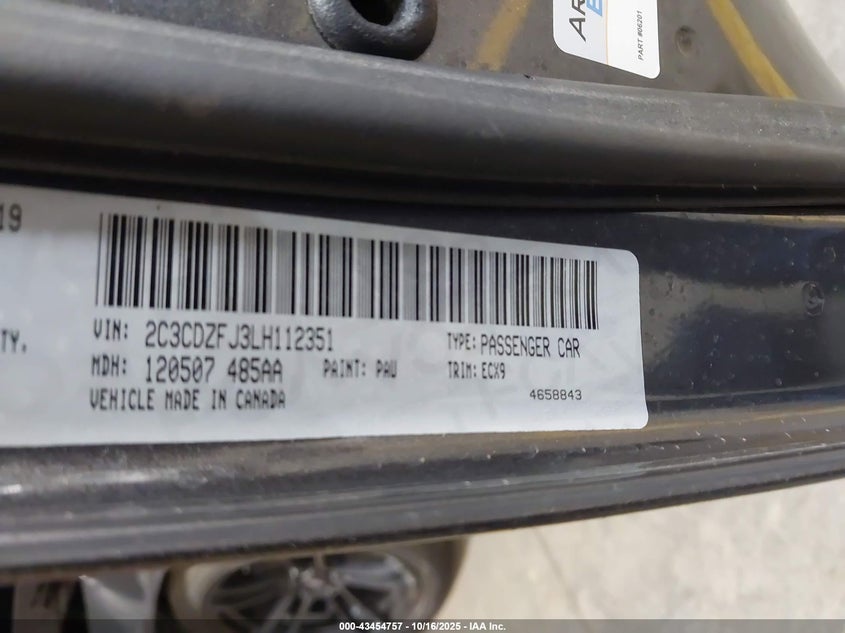 PART #06201
19
VIN: 2C3CDZFJ3LH112351
TYPE: PASSENGER CAR
TY.
MDH: 120507 485AA
PAINT: PAU
TRIM: ECX9
VEHICLE MADE IN CANADA
4658843
000-43454757 - 10/16/2025 - IAA Inc.